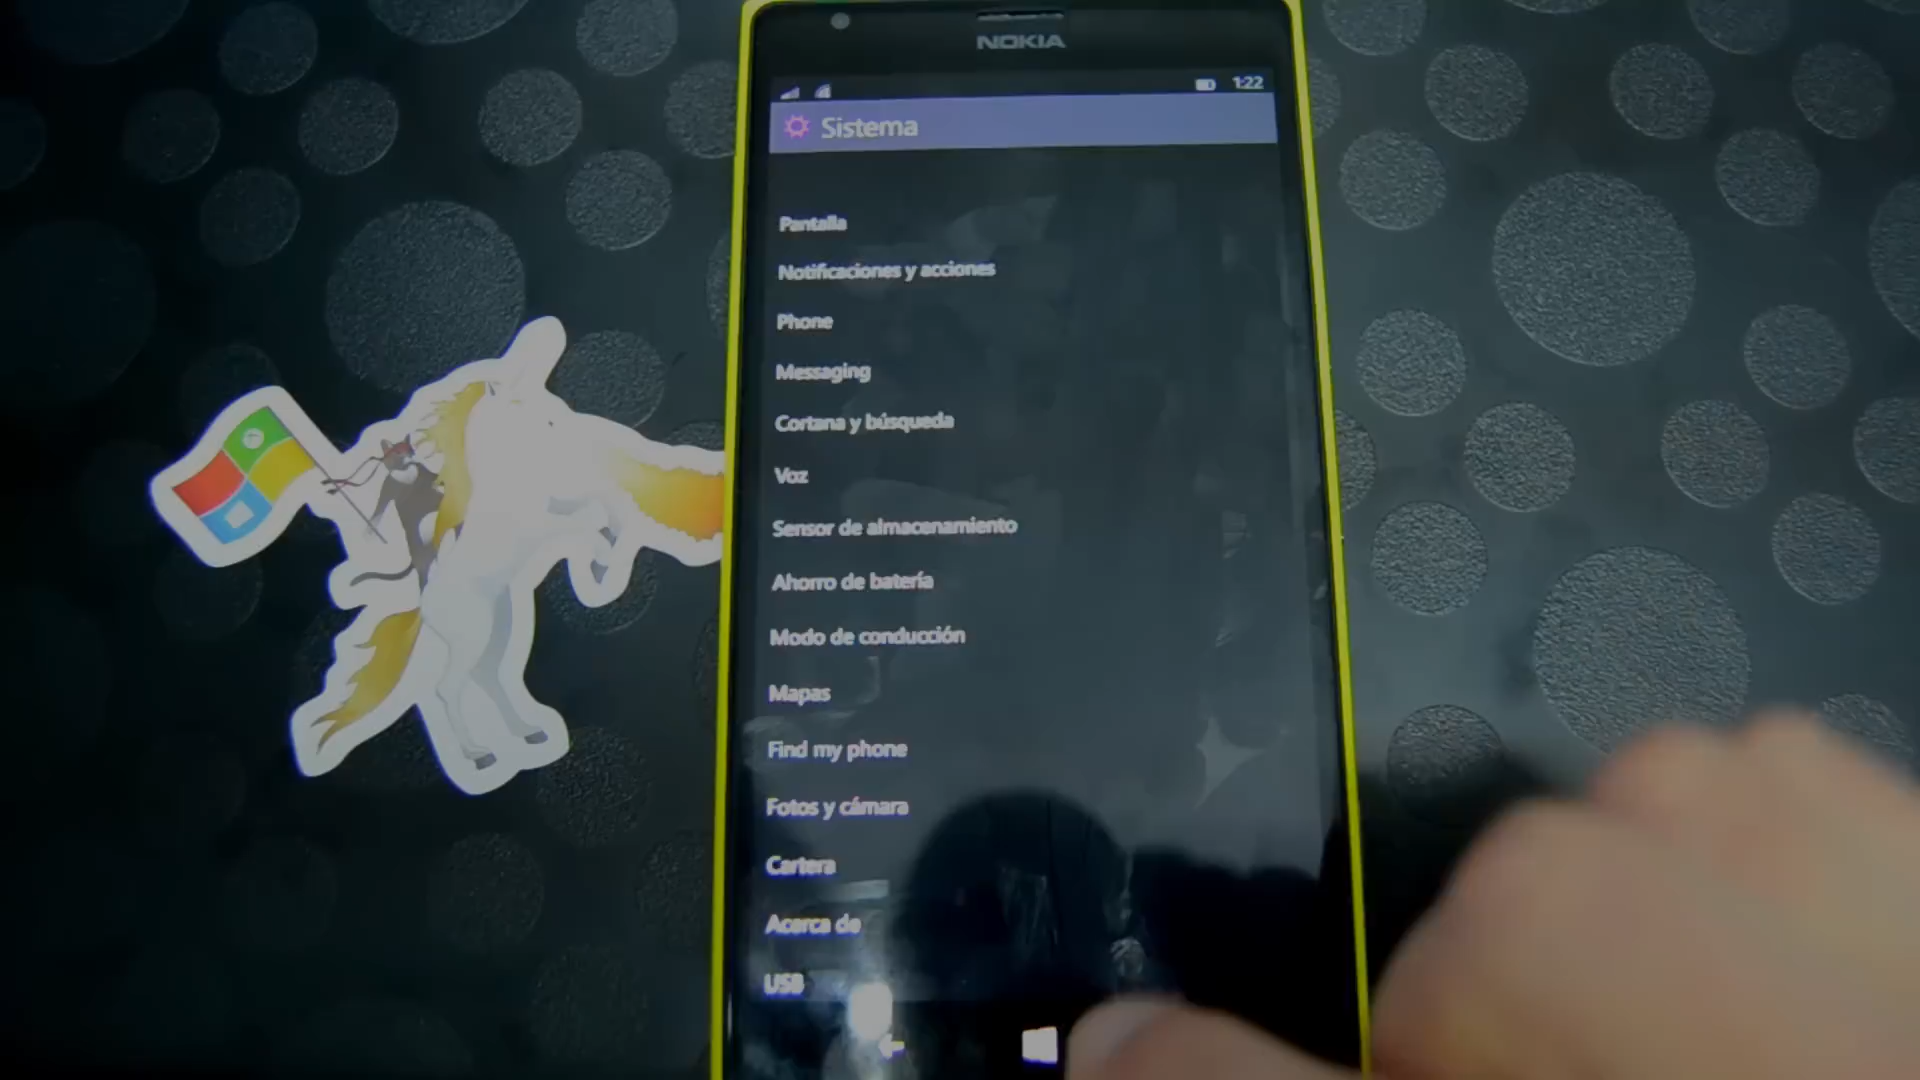 NOKIA
1:22
Sistema
Pantalla
Notificaciones y acciones
Phone
Messaging
Cortana y búsqueda
Voz
Sensor de almacenamiento
Ahorro de batería
Modo de conducción
Mapas
Find my phone
Fotos y cámara
Cartera
Acerca de
USB